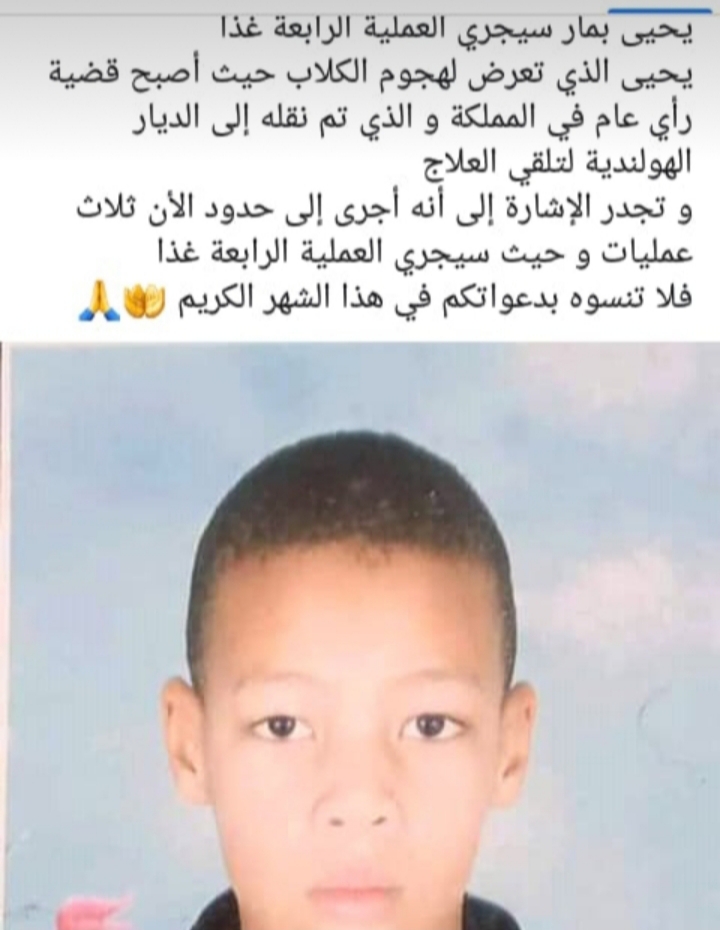 يحيى بمار سيجري العملية الرابعة غذا
يحيى الذي تعرض لهجوم الكلاب حيث أصبح قضية
رأي عام في المملكة و الذي تم نقله إلى الديار
الهولندية لتلقي العلاج
و تجدر الإشارة إلى أنه أجرى إلى حدود الأن ثلاث
عمليات و حيث سيجري العملية الرابعة غذا
فلا تنسوه بدعواتكم في هذا الشهر الكريم 🤲🙏